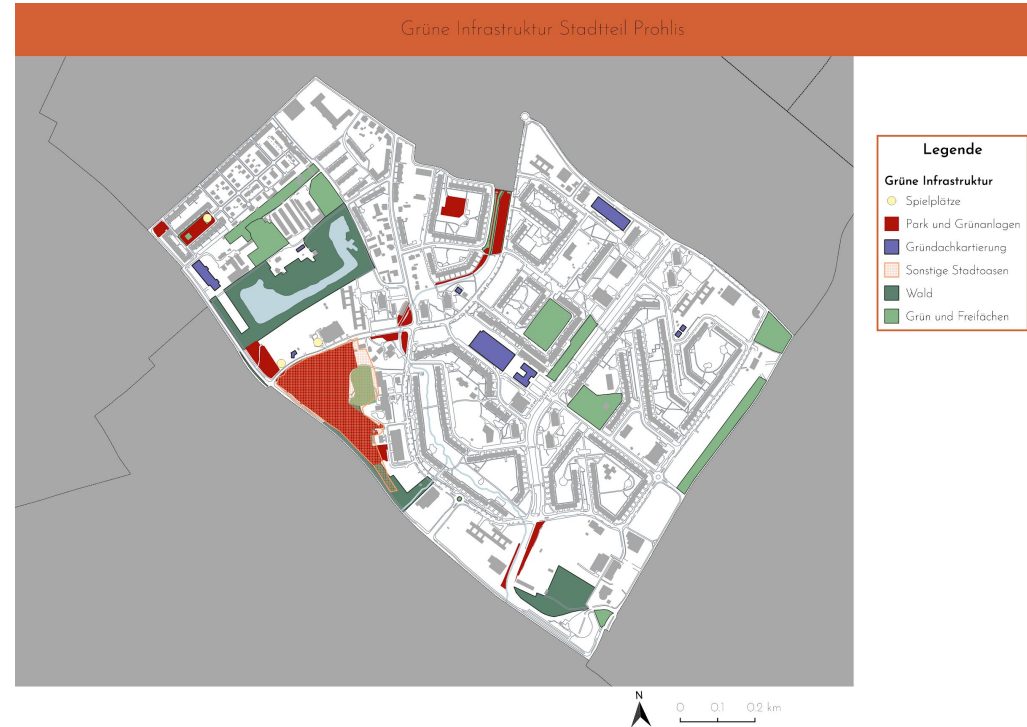 Grüne Infrastruktur Stadtteil Prohlis
Legende
Grüne Infrastruktur
Spielplätze
Park und Grünanlagen
Gründachkartierung
Sonstige Stadtoasen
Wald
Grün und Freifächen
N
0 0.1 0.2 km